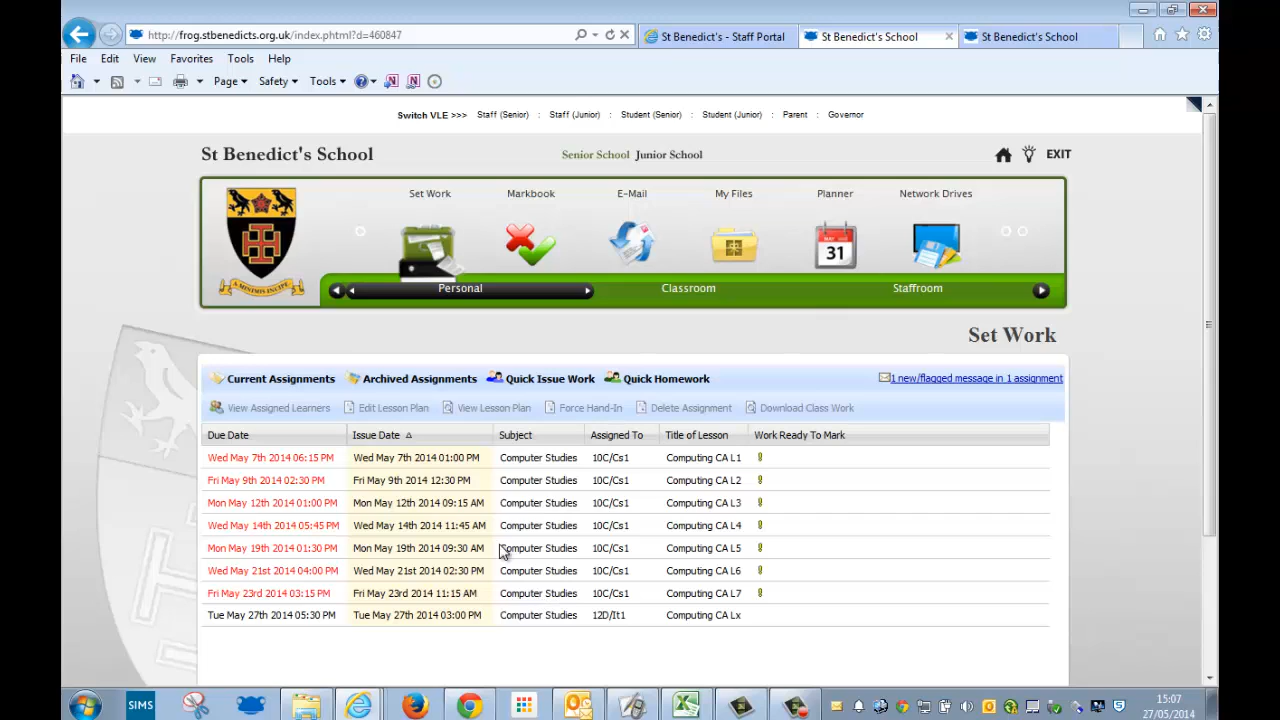 http://frog.stbenedicts.org.uk/index.phtml?d=460847
St Benedict's - Staff Portal
St Benedict's School
St Benedict's School
File Edit View Favorites Tools Help
Page Safety Tools
Switch VLE >>> Staff (Senior) : Staff (Junior) : Student (Senior) : Student (Junior) : Parent : Governor
St Benedict's School
Senior School Junior School
EXIT
Set Work Markbook E-Mail My Files Planner Network Drives
31
A MINIMIS INCIPE
Personal Classroom Staffroom
Set Work
Current Assignments Archived Assignments Quick Issue Work Quick Homework 1 new/flagged message in 1 assignment
View Assigned Learners Edit Lesson Plan View Lesson Plan Force Hand-In Delete Assignment Download Class Work
Due Date Issue Date Subject Assigned To Title of Lesson Work Ready To Mark
Wed May 7th 2014 06:15 PM Wed May 7th 2014 01:00 PM Computer Studies 10C/Cs1 Computing CA L1
Fri May 9th 2014 02:30 PM Fri May 9th 2014 12:30 PM Computer Studies 10C/Cs1 Computing CA L2
Mon May 12th 2014 01:00 PM Mon May 12th 2014 09:15 AM Computer Studies 10C/Cs1 Computing CA L3
Wed May 14th 2014 05:45 PM Wed May 14th 2014 11:45 AM Computer Studies 10C/Cs1 Computing CA L4
Mon May 19th 2014 01:30 PM Mon May 19th 2014 09:30 AM Computer Studies 10C/Cs1 Computing CA L5
Wed May 21st 2014 04:00 PM Wed May 21st 2014 02:30 PM Computer Studies 10C/Cs1 Computing CA L6
Fri May 23rd 2014 03:15 PM Fri May 23rd 2014 11:15 AM Computer Studies 10C/Cs1 Computing CA L7
Tue May 27th 2014 05:30 PM Tue May 27th 2014 03:00 PM Computer Studies 12D/It1 Computing CA Lx
SIMS
15:07
27/05/2014